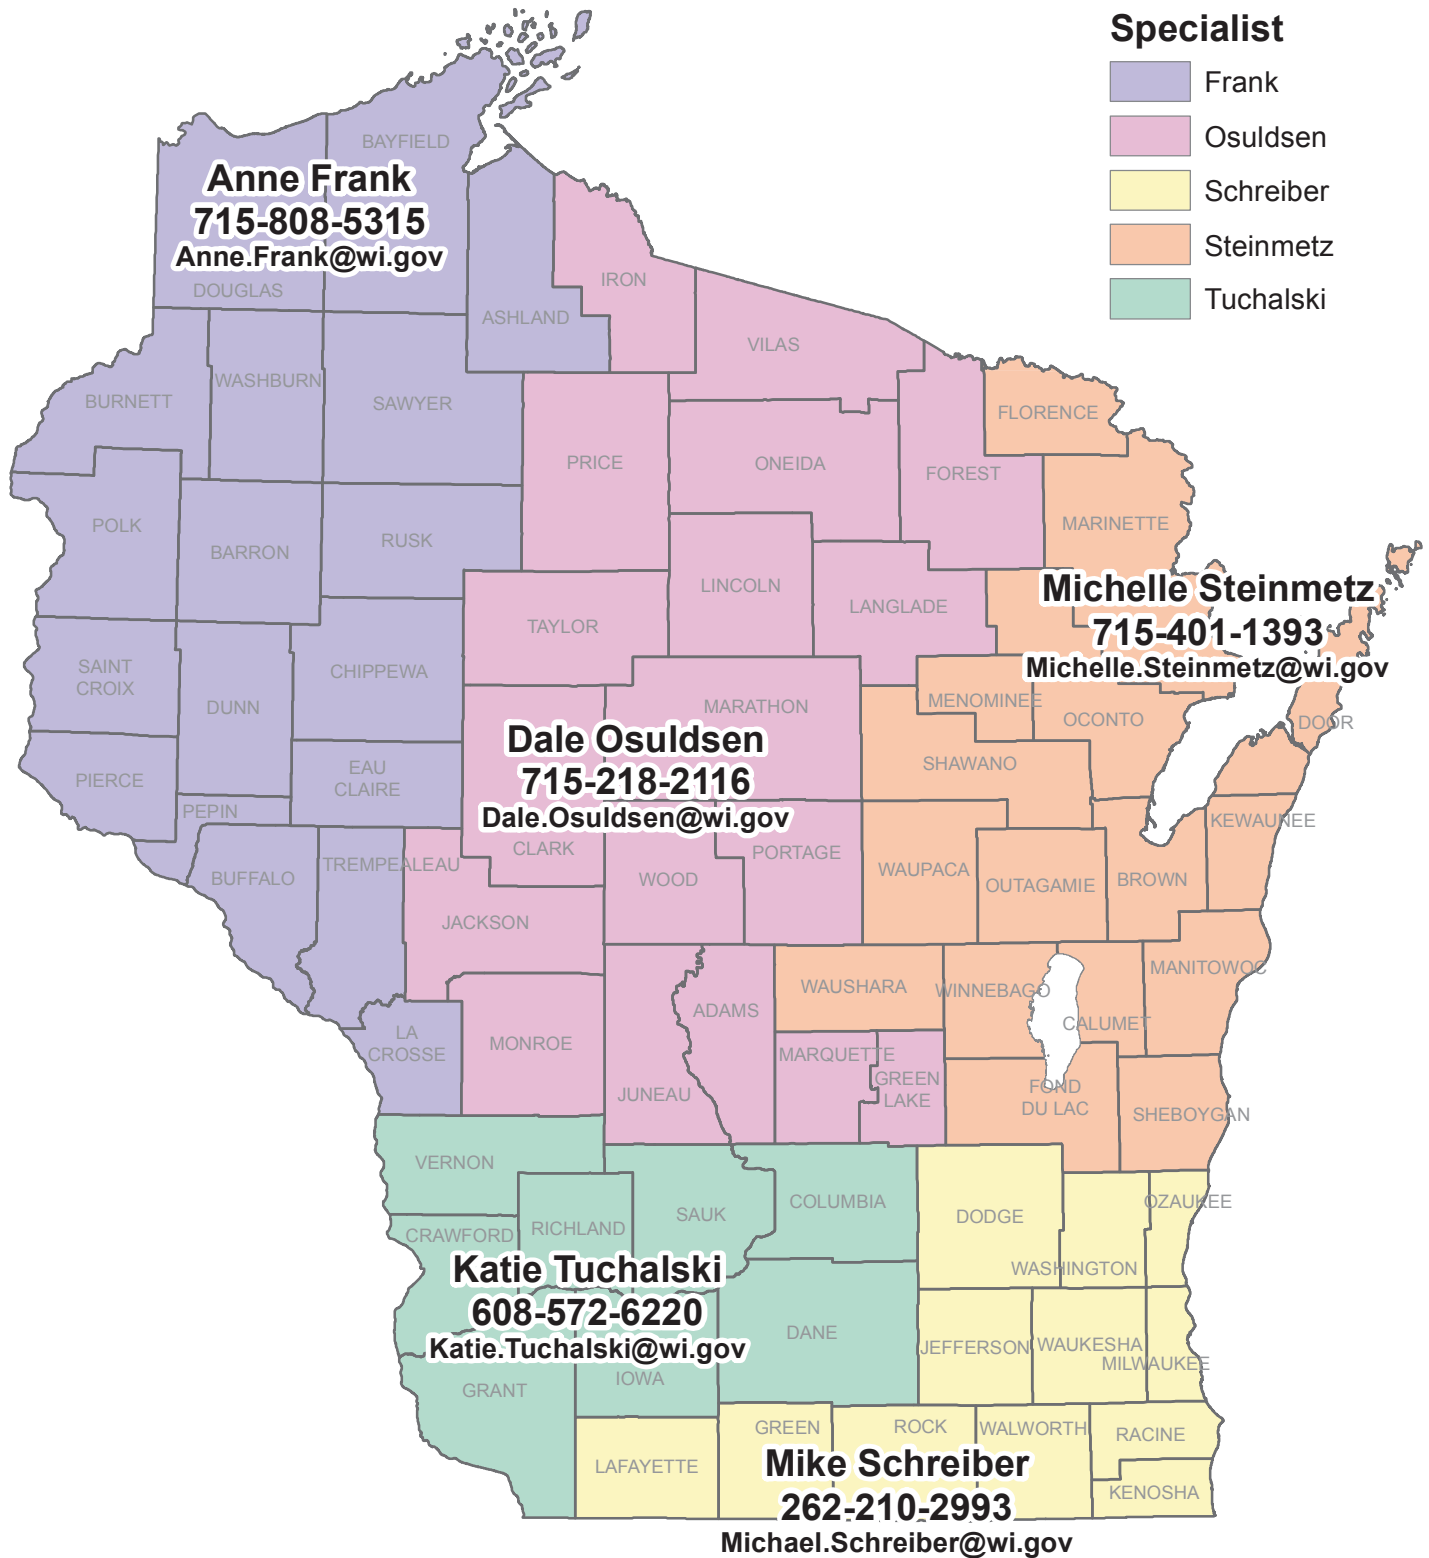 Specialist
Frank
Osuldsen
Schreiber
Steinmetz
Tuchalski
BAYFIELD
Anne Frank
715-808-5315
Anne.Frank@wi.gov
DOUGLAS
ASHLAND
IRON
VILAS
BURNETT
WASHBURN
SAWYER
FLORENCE
PRICE
ONEIDA
FOREST
POLK
BARRON
RUSK
MARINETTE
LINCOLN
LANGLADE
Michelle Steinmetz
715-401-1393
Michelle.Steinmetz@wi.gov
TAYLOR
SAINT
CROIX
DUNN
CHIPPEWA
MARATHON
MENOMINEE
OCONTO
DOOR
Dale Osuldsen
715-218-2116
Dale.Osuldsen@wi.gov
SHAWANO
PIERCE
EAU
CLAIRE
PEPIN
KEWAUNEE
CLARK
PORTAGE
TREMPEALEAU
BUFFALO
WOOD
WAUPACA
OUTAGAMIE
BROWN
JACKSON
MANITOWOC
WAUSHARA
WINNEBAGO
ADAMS
CALUMET
LA
CROSSE
MONROE
MARQUETTE
GREEN
LAKE
JUNEAU
FOND
DU LAC
SHEBOYGAN
VERNON
COLUMBIA
OZAUKEE
SAUK
DODGE
RICHLAND
CRAWFORD
WASHINGTON
Katie Tuchalski
608-572-6220
Katie.Tuchalski@wi.gov
DANE
JEFFERSON
WAUKESHA
MILWAUKEE
IOWA
GRANT
GREEN
ROCK
WALWORTH
RACINE
LAFAYETTE
KENOSHA
Mike Schreiber
262-210-2993
Michael.Schreiber@wi.gov